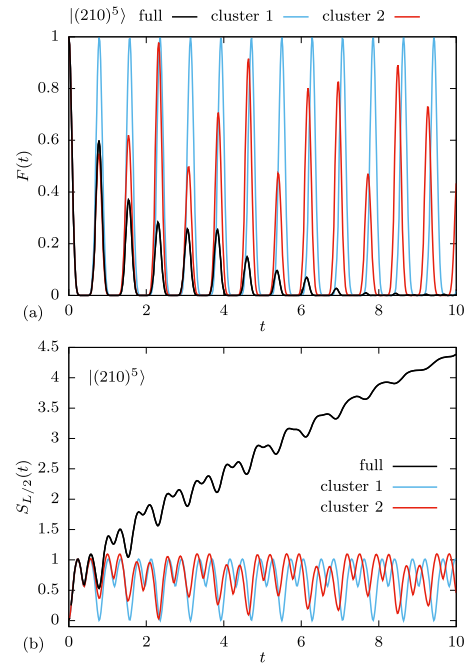 |(210)⁵⟩ full cluster 1 cluster 2
1
0.8
0.6
0.4
0.2
0
F(t)
0 2 4 6 8 10
(a) t
4.5
4
3.5
3
2.5
2
1.5
1
0.5
0
S_{L/2}(t)
|(210)⁵⟩
full
cluster 1
cluster 2
0 2 4 6 8 10
(b) t